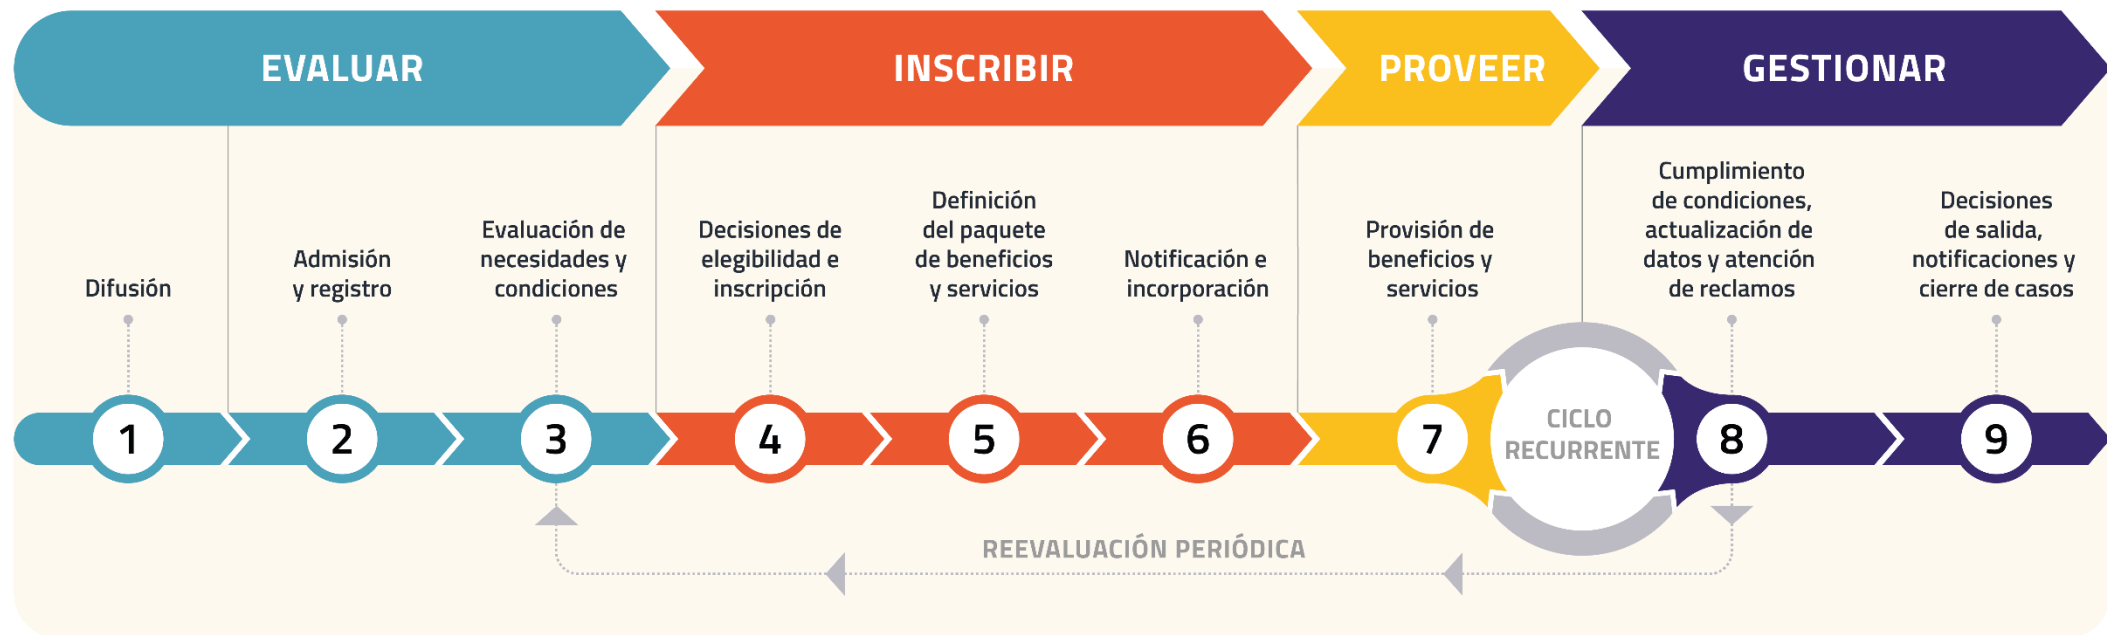 EVALUAR
INSCRIBIR
PROVEER
GESTIONAR
Difusión
Admisión
y registro
Evaluación de
necesidades y
condiciones
Decisiones de
elegibilidad e
inscripción
Definición
del paquete
de beneficios
y servicios
Notificación e
incorporación
Provisión de
beneficios y
servicios
Cumplimiento
de condiciones,
actualización de
datos y atención
de reclamos
Decisiones
de salida,
notificaciones y
cierre de casos
1
2
3
4
5
6
7
CICLO
RECURRENTE
8
9
REEVALUACIÓN PERIÓDICA